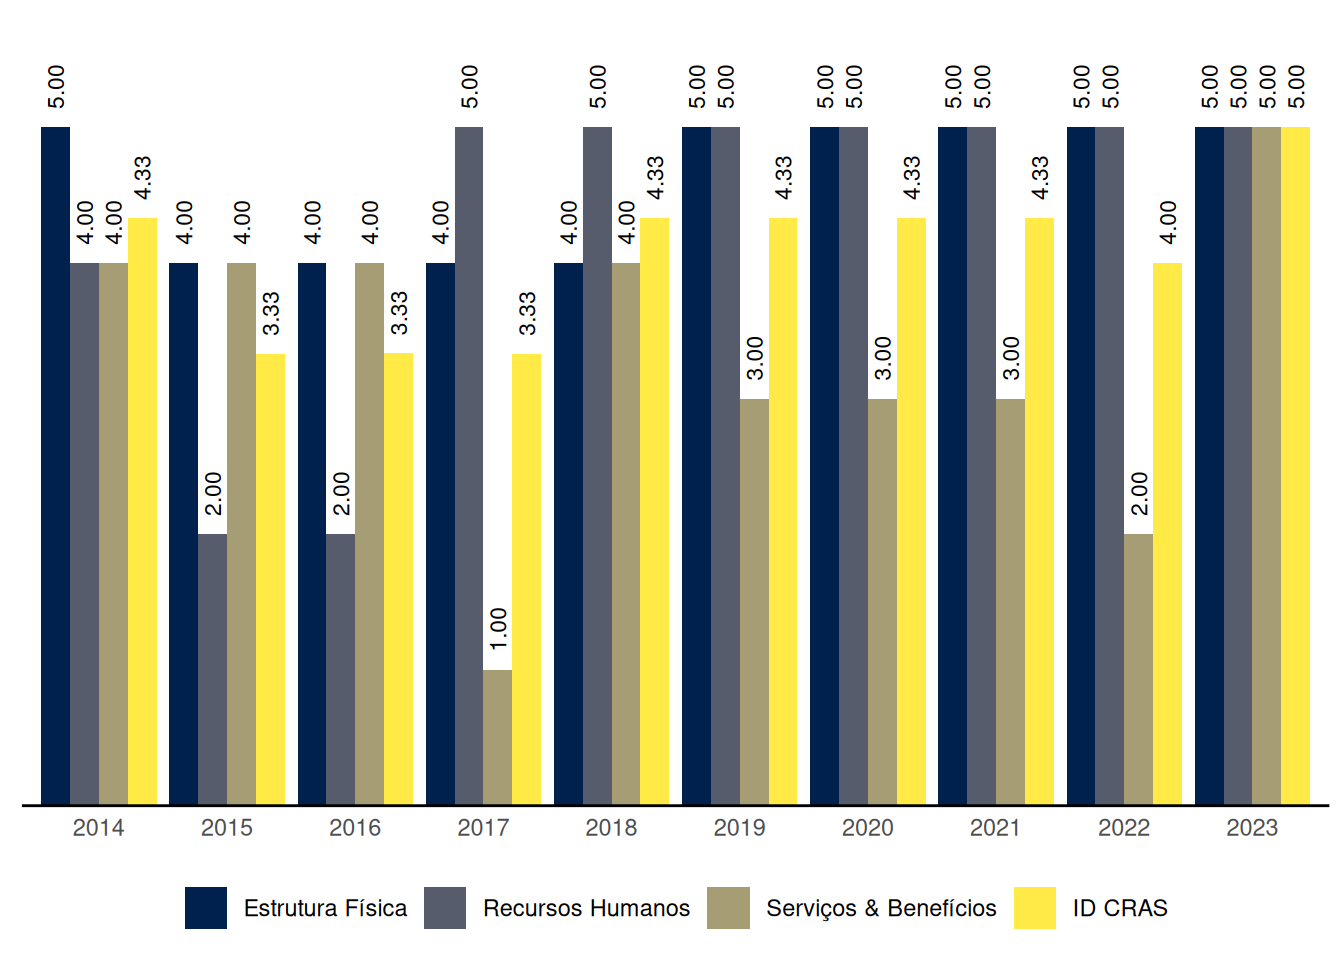 5.00 4.00 4.00 4.33 4.00 2.00 4.00 3.33 4.00 2.00 4.00 3.33 4.00 5.00 1.00 3.33 4.00 5.00 4.00 4.33 5.00 5.00 3.00 4.33 5.00 5.00 3.00 4.33 5.00 5.00 3.00 4.33 5.00 5.00 2.00 4.00 5.00 5.00 5.00 5.00
2014 2015 2016 2017 2018 2019 2020 2021 2022 2023
Estrutura Física Recursos Humanos Serviços & Benefícios ID CRAS